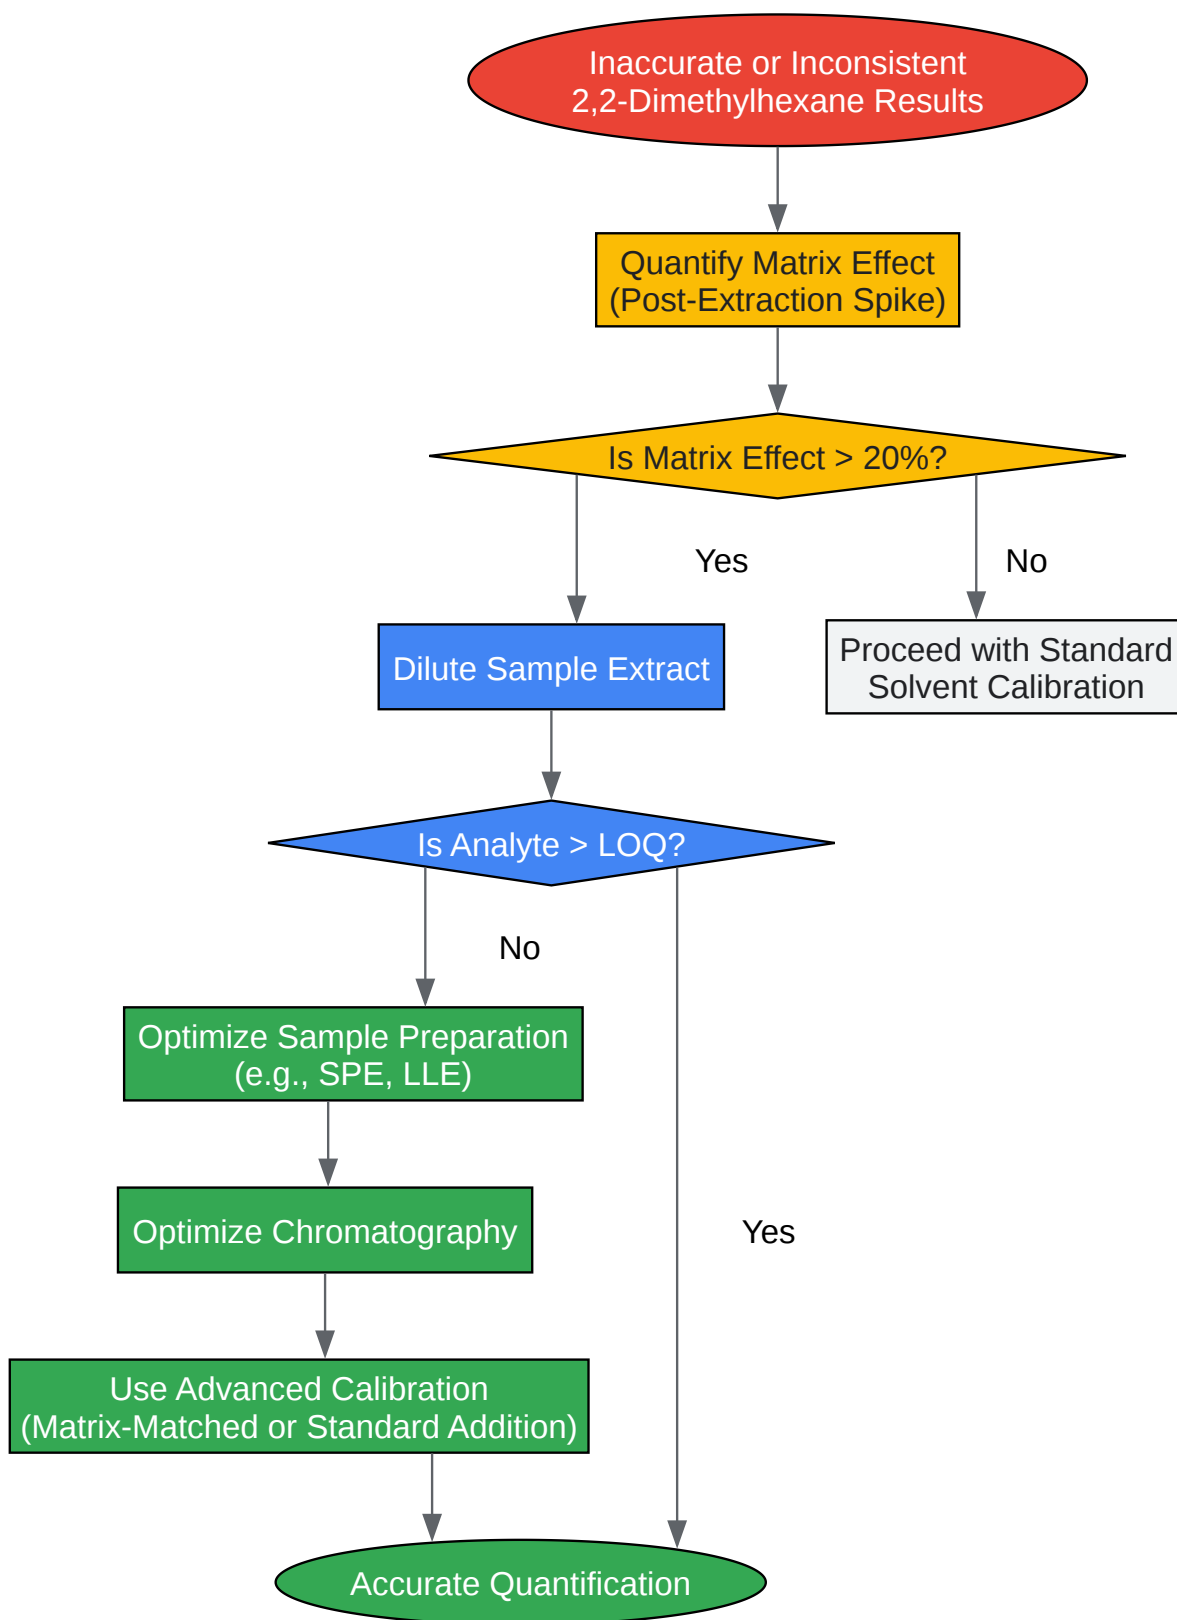 Inaccurate or Inconsistent
2,2-Dimethylhexane Results
Quantify Matrix Effect
(Post-Extraction Spike)
Is Matrix Effect > 20%?
Yes
No
Dilute Sample Extract
Proceed with Standard
Solvent Calibration
Is Analyte > LOQ?
No
Optimize Sample Preparation
(e.g., SPE, LLE)
Optimize Chromatography
Yes
Use Advanced Calibration
(Matrix-Matched or Standard Addition)
Accurate Quantification